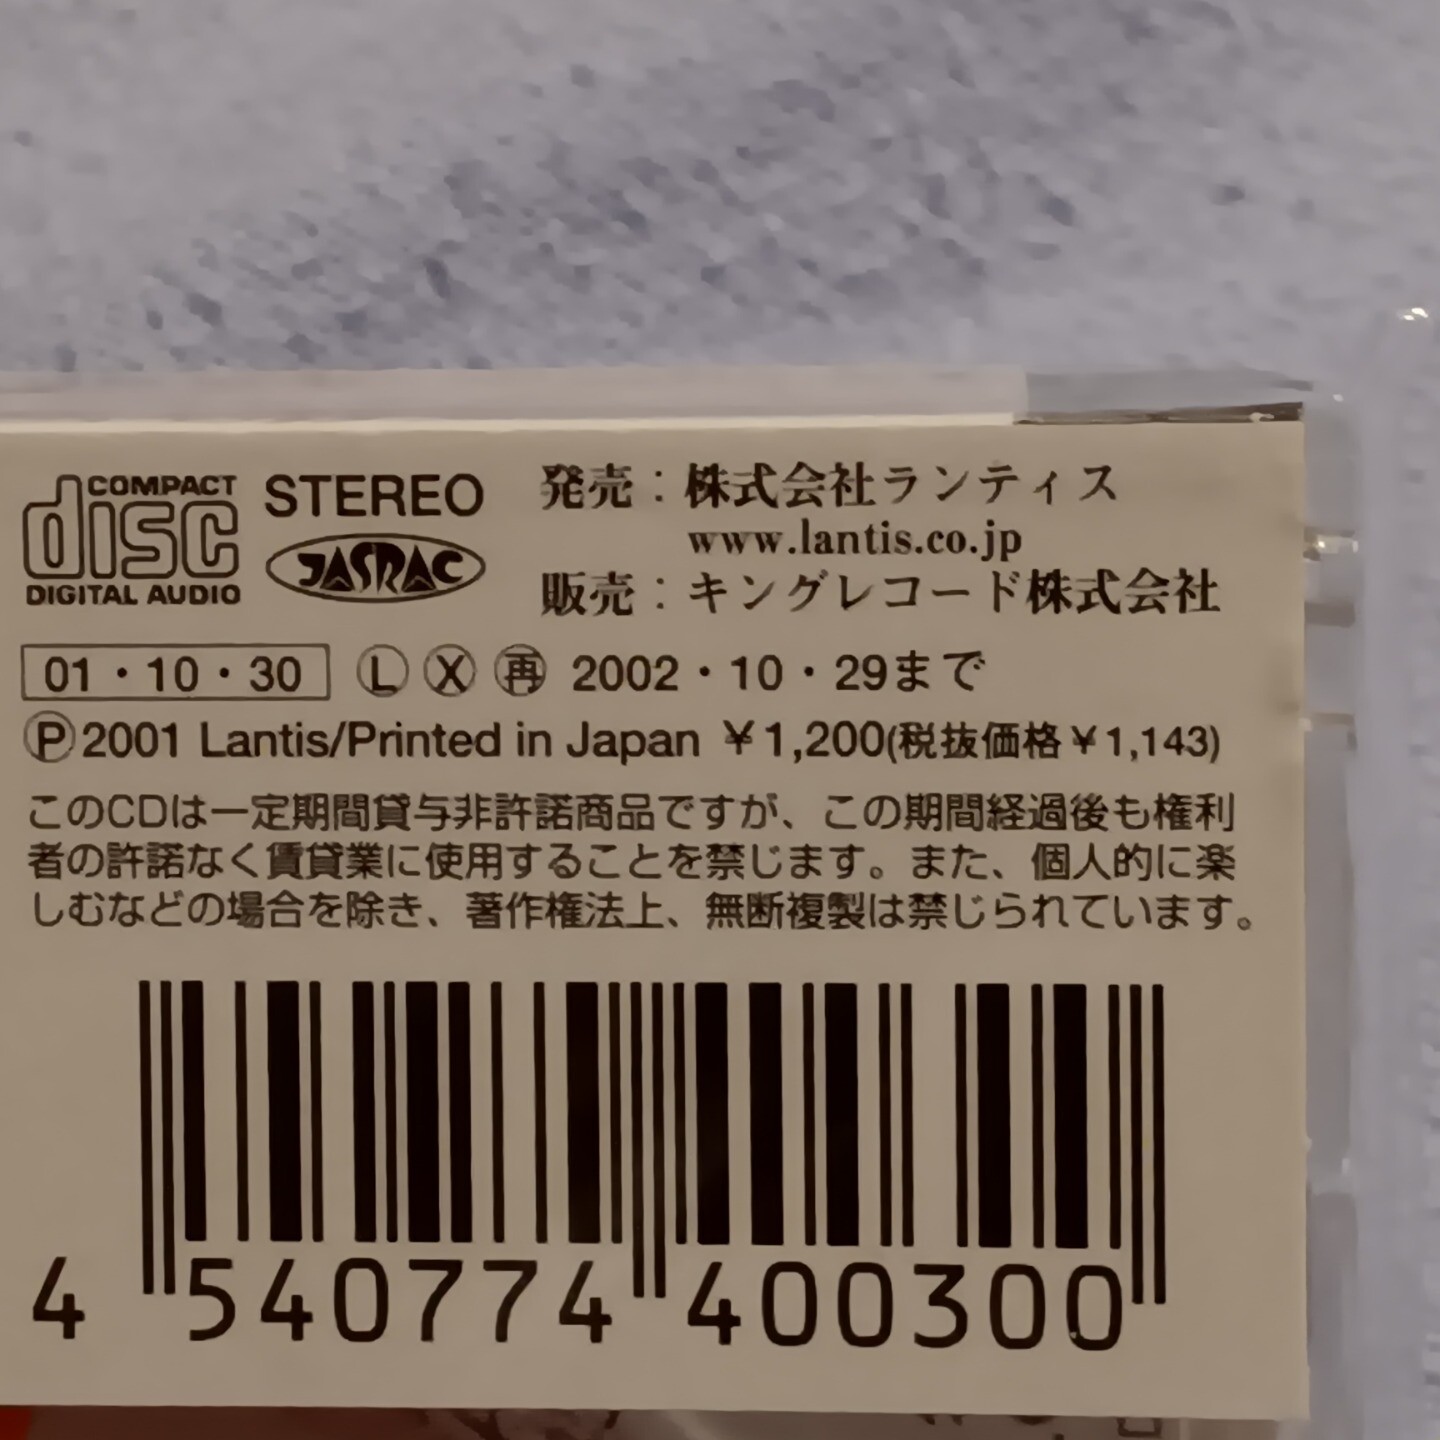 COMPACT
disc
DIGITAL AUDIO
STEREO
JASRAC
発売：株式会社ランティス
www.lantis.co.jp
販売：キングレコード株式会社
01・10・30 Ⓛ Ⓧ ㊢ 2002・10・29まで
Ⓟ2001 Lantis/Printed in Japan ￥1,200(税抜価格￥1,143)
このCDは一定期間貸与非許諾商品ですが、この期間経過後も権利
者の許諾なく賃貸業に使用することを禁じます。また、個人的に楽
しむなどの場合を除き、著作権法上、無断複製は禁じられています。
4 540774 400300